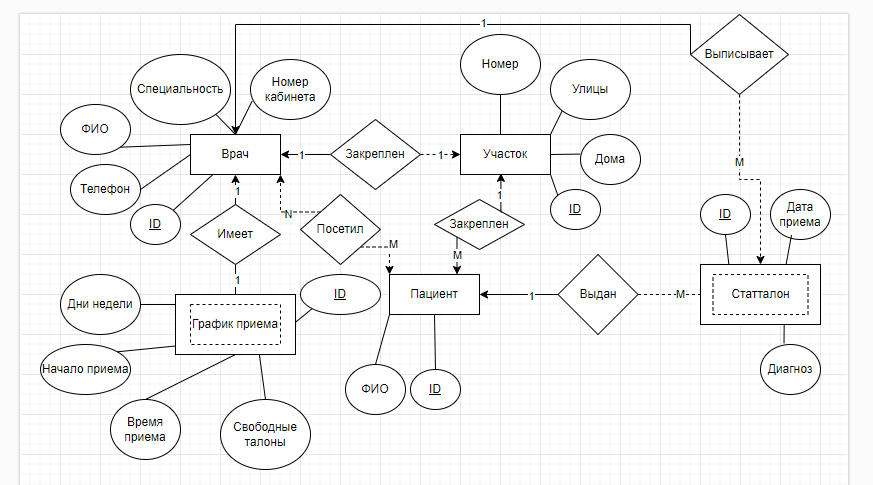 1
Выписывает
Номер
Специальность
Номер
кабинета
Улицы
ФИО
Врач
1
Закреплен
1
Участок
Дома
М
Телефон
1
ID
N
Имеет
Посетил
М
1
Закреплен
М
ID
ID
Дата
приема
1
ID
Пациент
1
Выдан
М
Статталон
Дни недели
График приема
Начало приема
ФИО
ID
Диагноз
Время
приема
Свободные
талоны